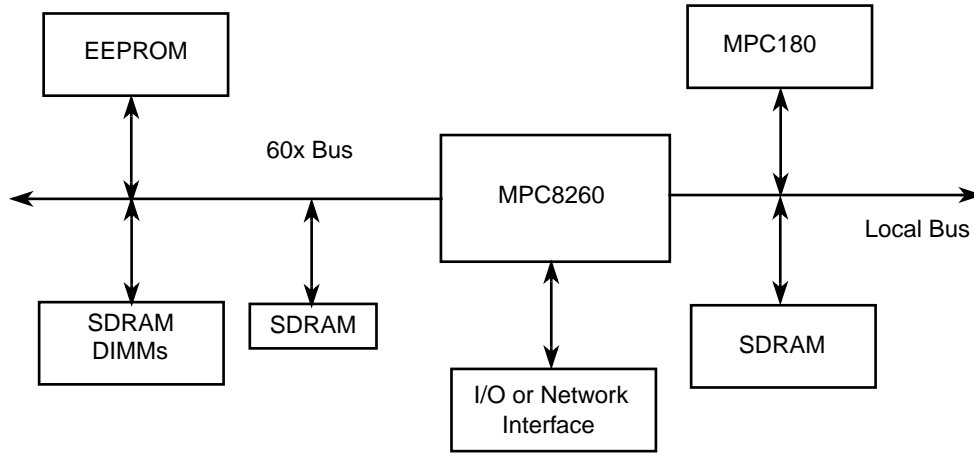 EEPROM
MPC180
60x Bus
MPC8260
Local Bus
SDRAM
DIMMs
SDRAM
SDRAM
I/O or Network
Interface